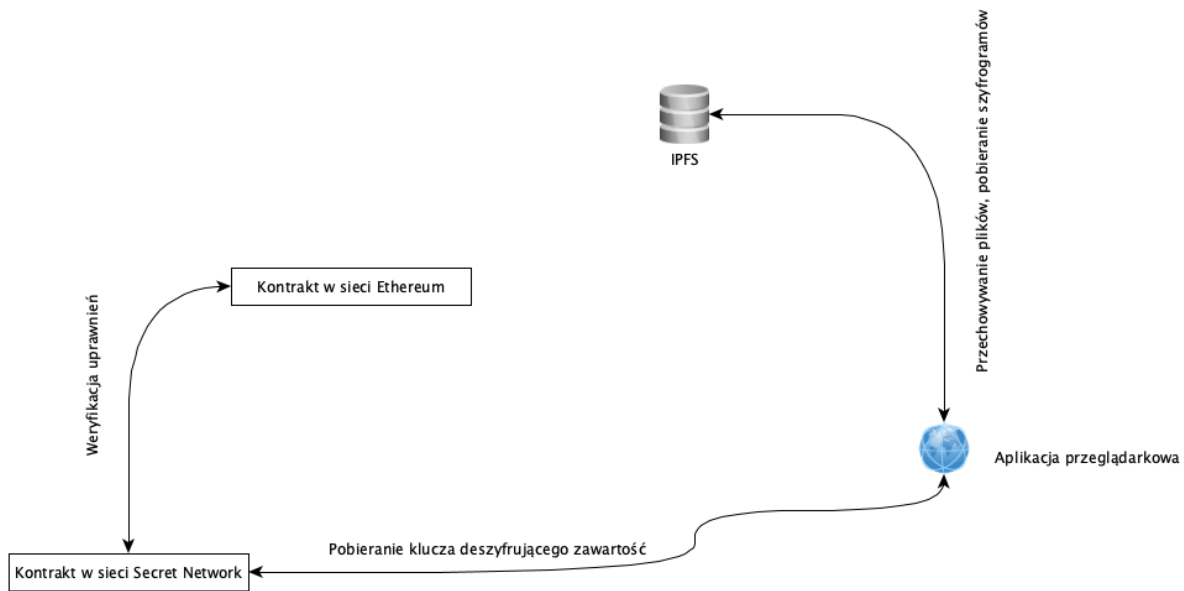 Przechowywanie plików, pobieranie szyfrogramów
IPFS
Kontrakt w sieci Ethereum
Weryfikacja uprawnień
Aplikacja przeglądarkowa
Pobieranie klucza deszyfrującego zawartość
Kontrakt w sieci Secret Network